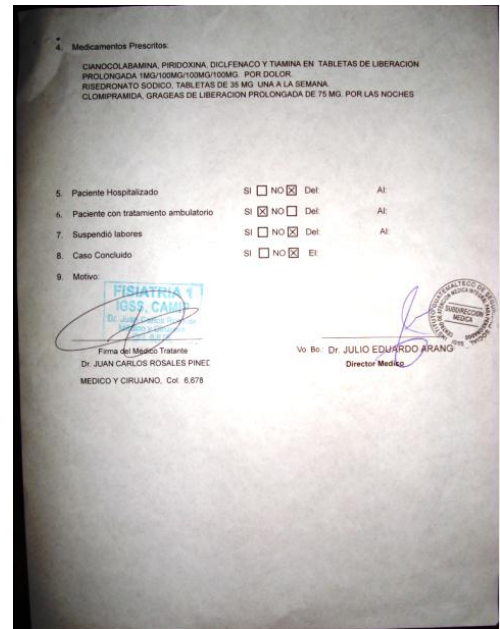 4. Medicamentos Prescritos:
CIANOCOLABAMINA, PIRIDOXINA, DICLFENACO Y TIAMINA EN TABLETAS DE LIBERACION
PROLONGADA 1MG/100MG/100MG/100MG. POR DOLOR.
RISEDRONATO SODICO, TABLETAS DE 35 MG UNA A LA SEMANA.
CLOMIPRAMIDA, GRAGEAS DE LIBERACION PROLONGADA DE 75 MG. POR LAS NOCHES
5. Paciente Hospitalizado SI ☐ NO ☒ Del: Al:
6. Paciente con tratamiento ambulatorio SI ☒ NO ☐ Del: Al:
7. Suspendió labores SI ☐ NO ☒ Del: Al:
8. Caso Concluido SI ☐ NO ☒ El:
9. Motivo:
FISIATRIA 1
IGSS, CAMIP
SUBDIRECCION
MEDICA
Firma del Médico Tratante
Dr. JUAN CARLOS ROSALES PINED
MEDICO Y CIRUJANO, Col. 6,678
Vo. Bo.: Dr. JULIO EDUARDO ARANG
Director Medico